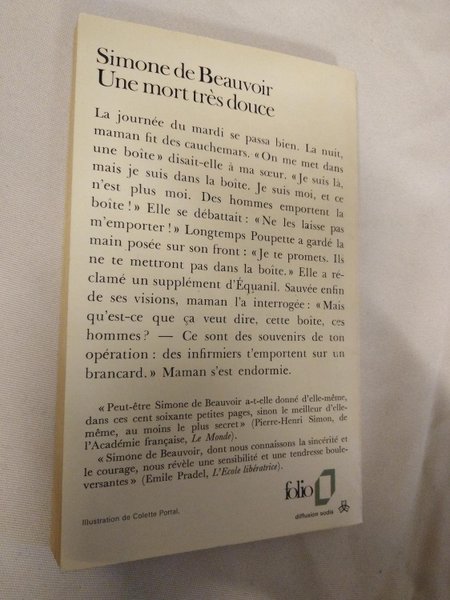 Simone de Beauvoir
Une mort très douce
La journée du mardi se passa bien. La nuit,
maman fit des cauchemars. « On me met dans
une boîte » disait-elle à ma sœur. « Je suis là,
mais je suis dans la boîte. Je suis moi, et ce
n'est plus moi. Des hommes emportent la
boîte ! » Elle se débattait : « Ne les laisse pas
m'emporter ! » Longtemps Poupette a gardé la
main posée sur son front : « Je te promets. Ils
ne te mettront pas dans la boîte. » Elle a ré-
clamé un supplément d'Équanil. Sauvée enfin
de ses visions, maman l'a interrogée : « Mais
qu'est-ce que ça veut dire, cette boîte, ces
hommes ? — Ce sont des souvenirs de ton
opération : des infirmiers t'emportent sur un
brancard. » Maman s'est endormie.
« Peut-être Simone de Beauvoir a-t-elle donné d'elle-même,
dans ces cent soixante petites pages, sinon le meilleur d'elle-
même, au moins le plus secret » (Pierre-Henri Simon, de
l'Académie française, Le Monde).
« Simone de Beauvoir, dont nous connaissons la sincérité et
le courage, nous révèle une sensibilité et une tendresse boule-
versantes » (Emile Pradel, L'Ecole libératrice).
folio
Illustration de Colette Portal.
diffusion sodis